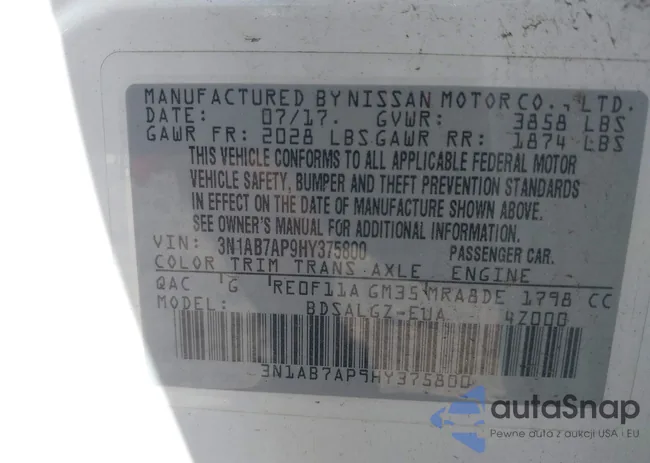 MANUFACTURED BY NISSAN MOTOR CO., LTD.
DATE: 07/17. GVWR: 3858 LBS
GAWR FR: 2028 LBS GAWR RR: 1874 LBS
THIS VEHICLE CONFORMS TO ALL APPLICABLE FEDERAL MOTOR
VEHICLE SAFETY, BUMPER AND THEFT PREVENTION STANDARDS
IN EFFECT ON THE DATE OF MANUFACTURE SHOWN ABOVE.
SEE OWNER'S MANUAL FOR ADDITIONAL INFORMATION.
VIN: 3N1AB7AP9HY375800 PASSENGER CAR.
COLOR TRIM TRANS AXLE ENGINE
QAC G RE0F11A GM35 MRA8DE 1798 CC
MODEL: BDSALGZ-EUA 4Z000
3N1AB7AP9HY375800
autaSnap
Pewne auta z aukcji USA i EU